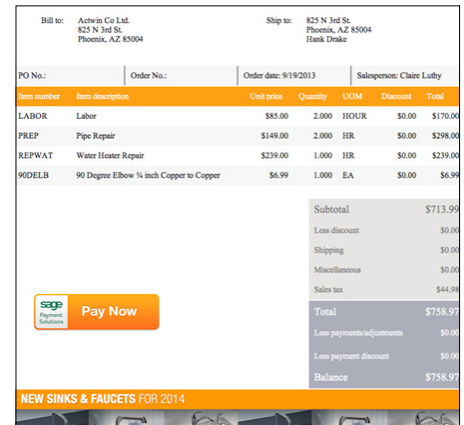 Bill to: Actwin Co Ltd. Ship to: 825 N 3rd St.
825 N 3rd St. Phoenix, AZ 85004
Phoenix, AZ 85004 Hank Drake
PO No.: Order No.: Order date: 9/19/2013 Salesperson: Claire Luthy
Item number Item description Unit price Quantity UOM Discount Total
LABOR Labor $85.00 2.000 HOUR $0.00 $170.00
PREP Pipe Repair $149.00 2.000 HR $0.00 $298.00
REPWAT Water Heater Repair $239.00 1.000 HR $0.00 $239.00
90DELB 90 Degree Elbow ¾ inch Copper to Copper $6.99 1.000 EA $0.00 $6.99
Subtotal $713.99
Less discount $0.00
Shipping $0.00
Miscellaneous $0.00
Sales tax $44.98
sage
Payment
Solutions
Pay Now
Total $758.97
Less payments/adjustments $0.00
Less payment discount $0.00
Balance $758.97
NEW SINKS & FAUCETS FOR 2014